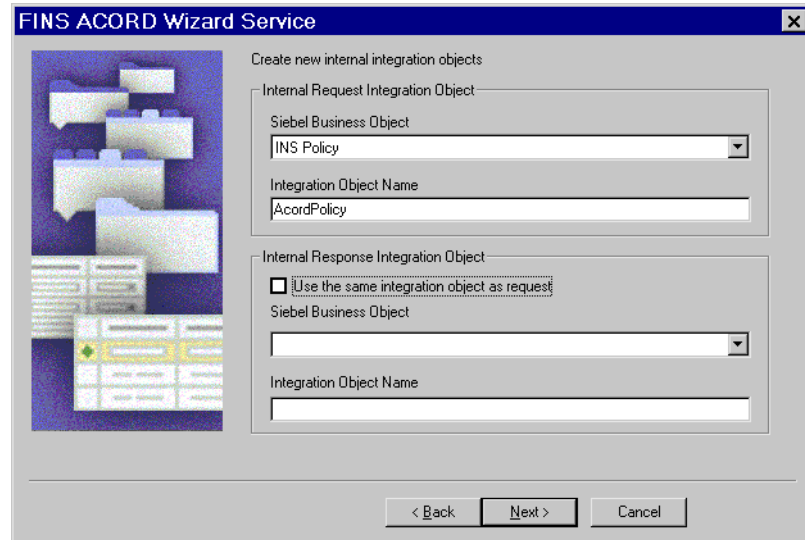 FINS ACORD Wizard Service
Create new internal integration objects
Internal Request Integration Object
Siebel Business Object
INS Policy
Integration Object Name
AcordPolicy
Internal Response Integration Object
Use the same integration object as request
Siebel Business Object
Integration Object Name
< Back Next > Cancel